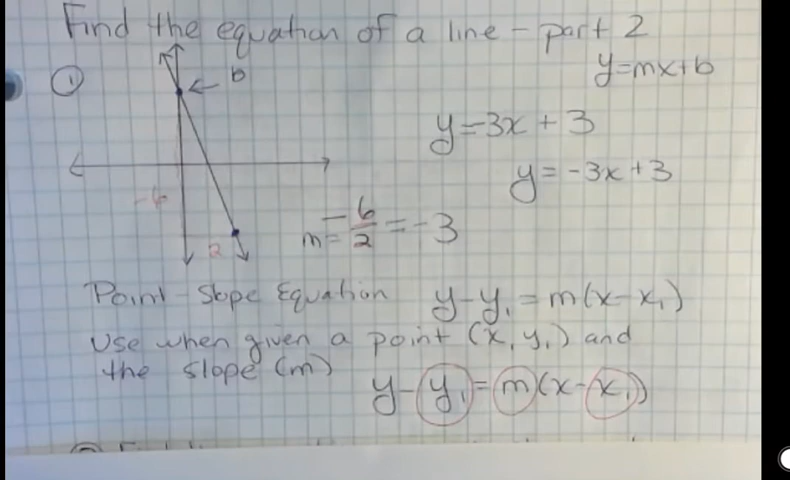 Find the equation of a line - part 2
y=mx+b
① ← b
y=-3x + 3
y = -3x+3
-6
m= -6/2 = -3
2
Point-Slope Equation y-y₁ = m(x-x₁)
Use when given a point (x, y₁) and
the slope (m)
y-y₁ = m(x-x₁)